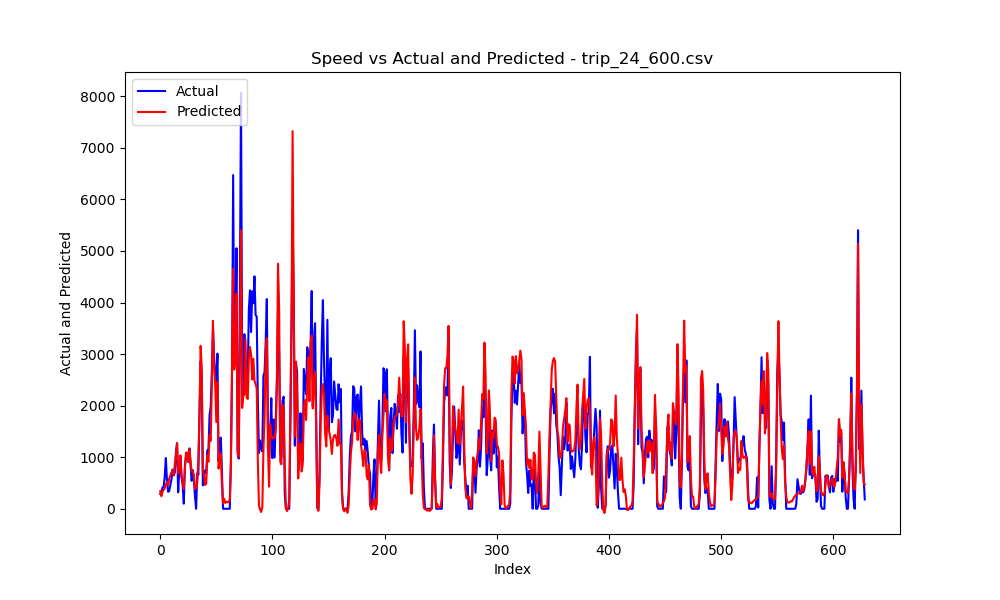 Speed vs Actual and Predicted - trip_24_600.csv
Actual
Predicted
8000
7000
6000
5000
4000
3000
2000
1000
0
Actual and Predicted
0 100 200 300 400 500 600
Index